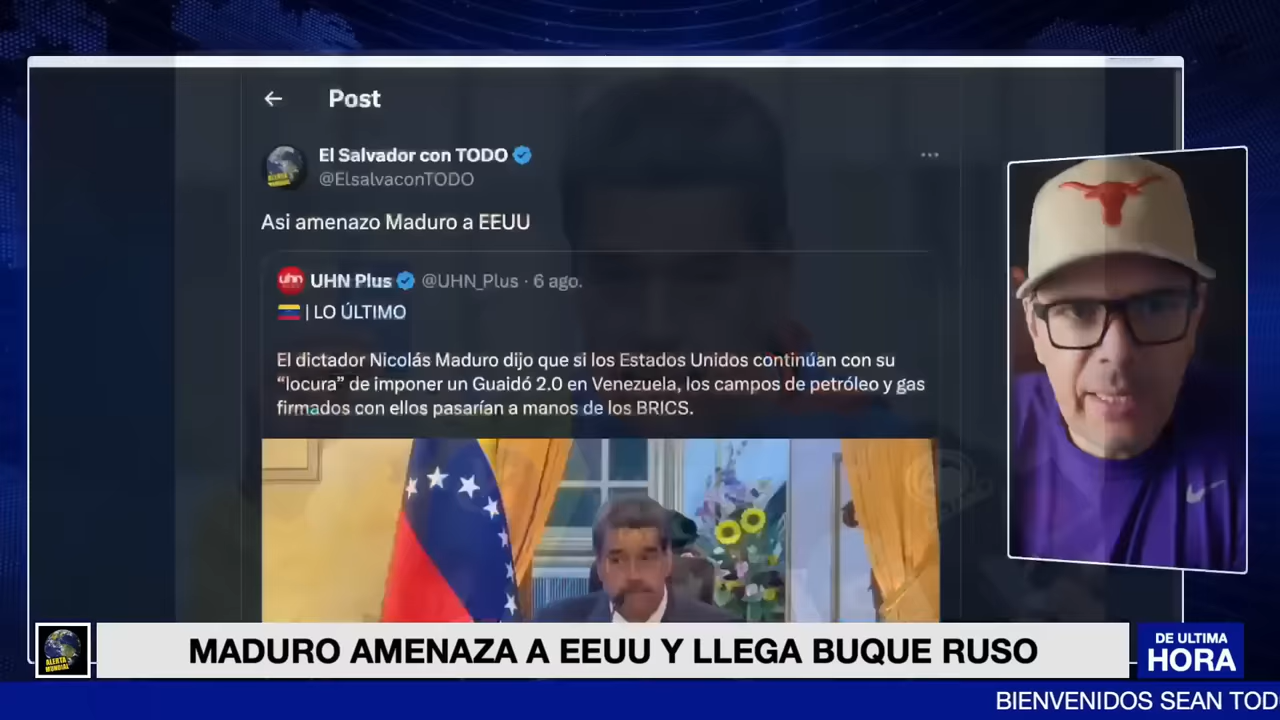 Post
El Salvador con TODO
@ElsalvaconTODO
Asi amenazo Maduro a EEUU
uhn UHN Plus @UHN_Plus · 6 ago.
| LO ÚLTIMO
El dictador Nicolás Maduro dijo que si los Estados Unidos continúan con su
“locura” de imponer un Guaidó 2.0 en Venezuela, los campos de petróleo y gas
firmados con ellos pasarían a manos de los BRICS.
ALERTA
MUNDIAL
MADURO AMENAZA A EEUU Y LLEGA BUQUE RUSO
DE ULTIMA
HORA
BIENVENIDOS SEAN TOD